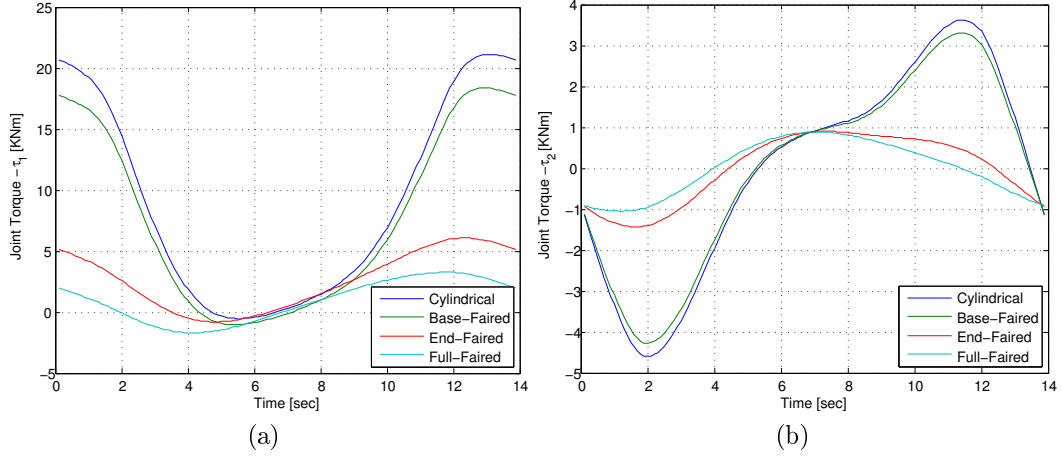 25
20
15
10
5
0
−5
0
2
4
6
8
10
12
14
Joint Torque −τ1 [KNm]
Time [sec]
Cylindrical
Base−Faired
End−Faired
Full−Faired
(a)
4
3
2
1
0
−1
−2
−3
−4
−5
0
2
4
6
8
10
12
14
Joint Torque −τ2 [KNm]
Time [sec]
Cylindrical
Base−Faired
End−Faired
Full−Faired
(b)